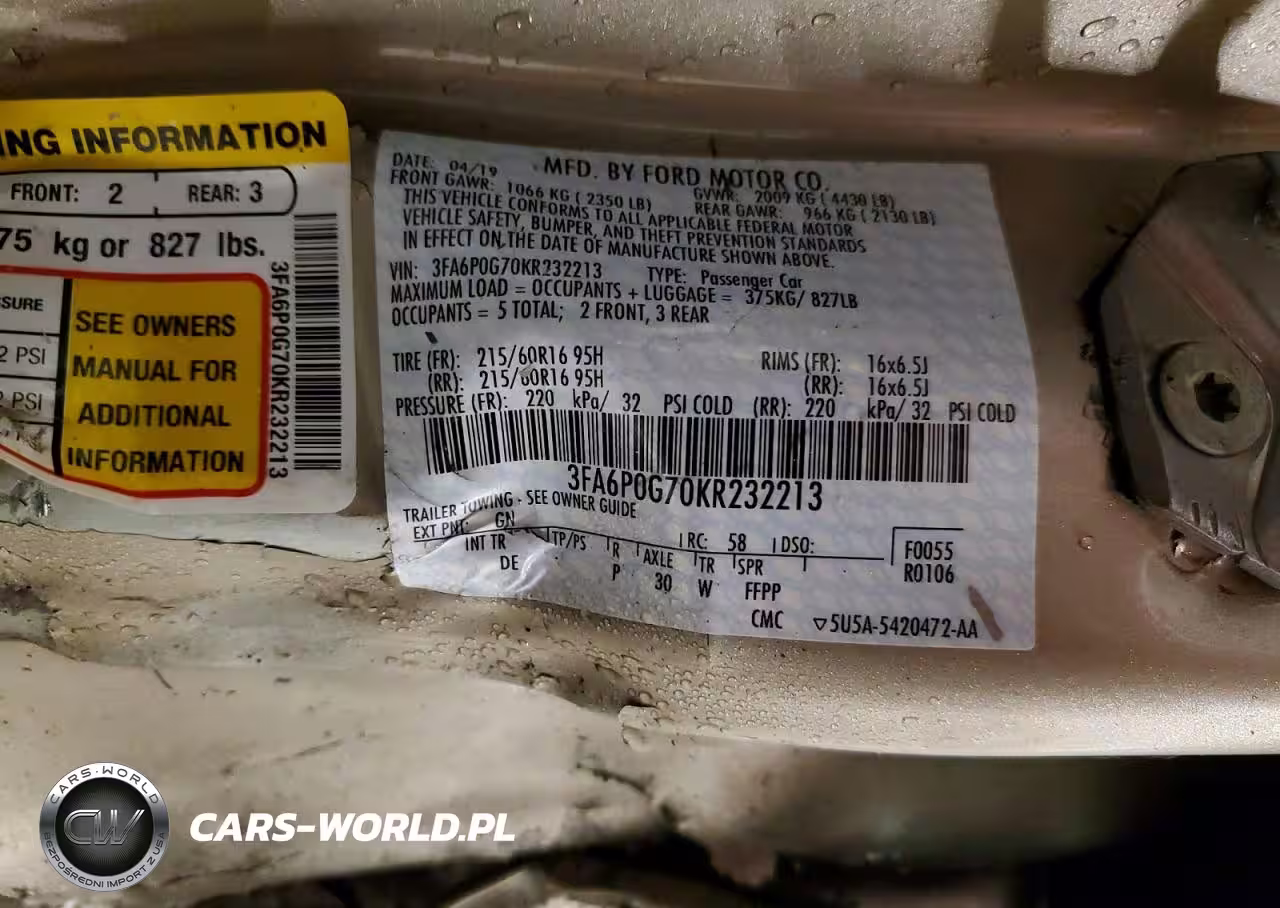 ING INFORMATION
FRONT: 2 REAR: 3
75 kg or 827 lbs.
SSURE
2 PSI
PSI
SEE OWNERS
MANUAL FOR
ADDITIONAL
INFORMATION
3FA6P0G70KR232213
DATE: 04/19 MFD. BY FORD MOTOR CO.
FRONT GAWR: 1066 KG ( 2350 LB) GVWR: 2009 KG ( 4430 LB)
REAR GAWR: 966 KG ( 2130 LB)
THIS VEHICLE CONFORMS TO ALL APPLICABLE FEDERAL MOTOR
VEHICLE SAFETY, BUMPER, AND THEFT PREVENTION STANDARDS
IN EFFECT ON THE DATE OF MANUFACTURE SHOWN ABOVE.
VIN: 3FA6P0G70KR232213 TYPE: Passenger Car
MAXIMUM LOAD = OCCUPANTS + LUGGAGE = 375KG/ 827LB
OCCUPANTS = 5 TOTAL; 2 FRONT, 3 REAR
TIRE (FR): 215/60R16 95H RIMS (FR): 16x6.5J
(RR): 215/60R16 95H (RR): 16x6.5J
PRESSURE (FR): 220 kPa/ 32 PSI COLD (RR): 220 kPa/ 32 PSI COLD
3FA6P0G70KR232213
TRAILER TOWING - SEE OWNER GUIDE
EXT PNT: GN RC: 58 DSO:
INT TR TP/PS R AXLE TR SPR
DE P 30 W FFPP
F0055
R0106
CMC ▽5U5A-5420472-AA
CARS-WORLD
CW
BEZPOŚREDNI IMPORT Z USA
CARS-WORLD.PL